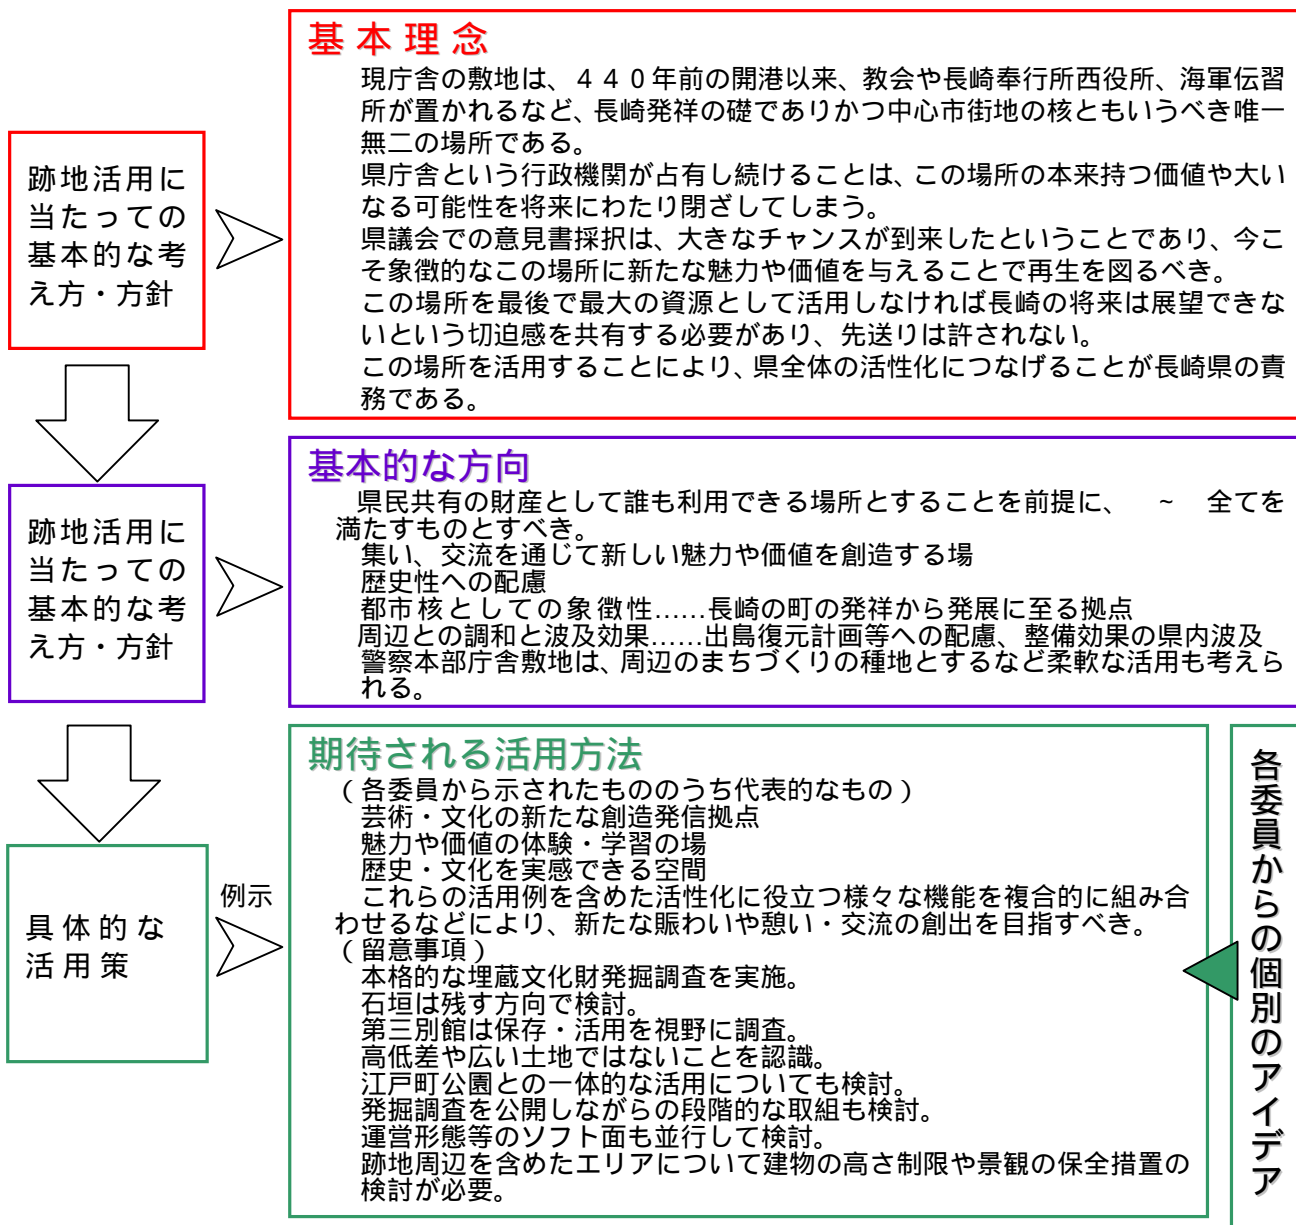 跡地活用に
当たっての
基本的な考
え方・方針
基本理念
現庁舎の敷地は、440年前の開港以来、教会や長崎奉行所西役所、海軍伝習
所が置かれるなど、長崎発祥の礎でありかつ中心市街地の核ともいうべき唯一
無二の場所である。
県庁舎という行政機関が占有し続けることは、この場所の本来持つ価値や大い
なる可能性を将来にわたり閉ざしてしまう。
県議会での意見書採択は、大きなチャンスが到来したということであり、今こ
そ象徴的なこの場所に新たな魅力や価値を与えることで再生を図るべき。
この場所を最後で最大の資源として活用しなければ長崎の将来は展望できな
いという切迫感を共有する必要があり、先送りは許されない。
この場所を活用することにより、県全体の活性化につなげることが長崎県の責
務である。
跡地活用に
当たっての
基本的な考
え方・方針
基本的な方向
県民共有の財産として誰も利用できる場所とすることを前提に、 ~ 全てを
満たすものとすべき。
集い、交流を通じて新しい魅力や価値を創造する場
歴史性への配慮
都市核としての象徴性……長崎の町の発祥から発展に至る拠点
周辺との調和と波及効果……出島復元計画等への配慮、整備効果の県内波及
警察本部庁舎敷地は、周辺のまちづくりの種地とするなど柔軟な活用も考えら
れる。
具体的な
活用策
例示
期待される活用方法
(各委員から示されたもののうち代表的なもの)
芸術・文化の新たな創造発信拠点
魅力や価値の体験・学習の場
歴史・文化を実感できる空間
これらの活用例を含めた活性化に役立つ様々な機能を複合的に組み合
わせるなどにより、新たな賑わいや憩い・交流の創出を目指すべき。
(留意事項)
本格的な埋蔵文化財発掘調査を実施。
石垣は残す方向で検討。
第三別館は保存・活用を視野に調査。
高低差や広い土地ではないことを認識。
江戸町公園との一体的な活用についても検討。
発掘調査を公開しながらの段階的な取組も検討。
運営形態等のソフト面も並行して検討。
跡地周辺を含めたエリアについて建物の高さ制限や景観の保全措置の
検討が必要。
各委員からの個別のアイデア